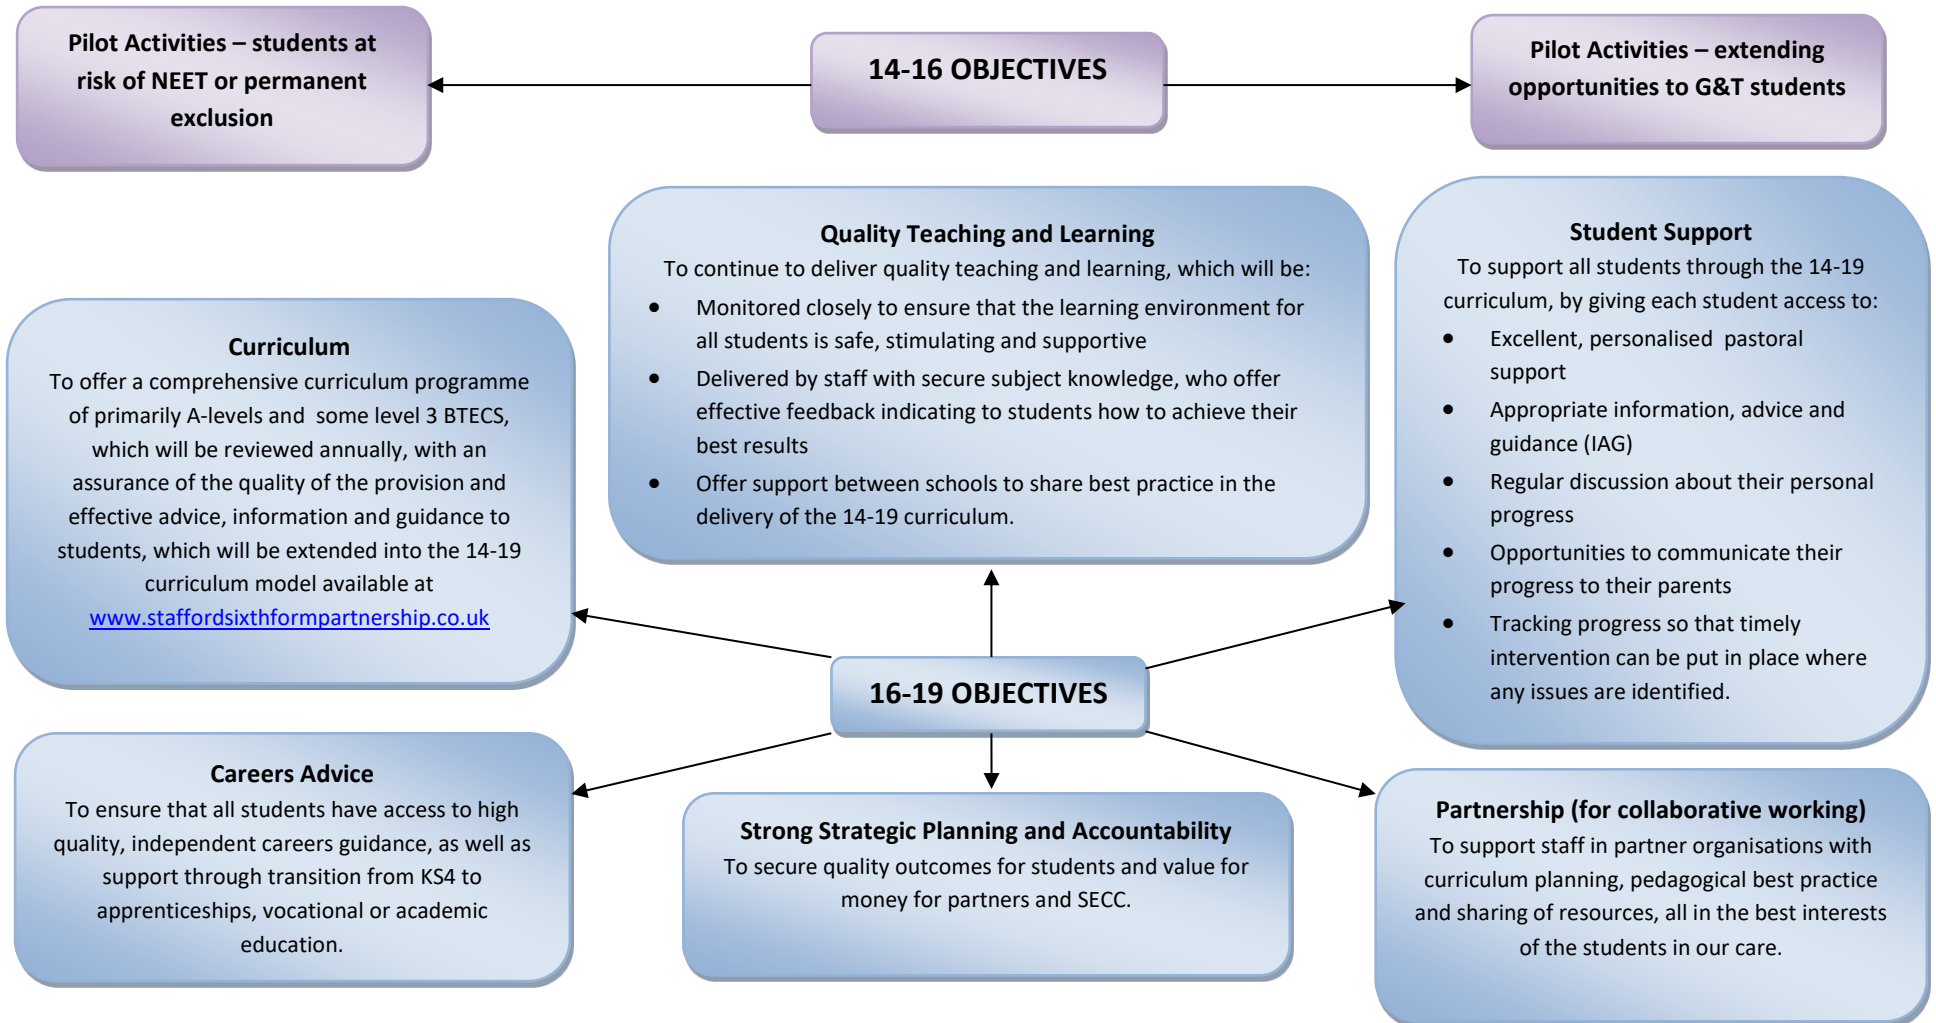 Pilot Activities – students at
risk of NEET or permanent
exclusion
14-16 OBJECTIVES
Pilot Activities – extending
opportunities to G&T students
Quality Teaching and Learning
To continue to deliver quality teaching and learning, which will be:
• Monitored closely to ensure that the learning environment for
all students is safe, stimulating and supportive
• Delivered by staff with secure subject knowledge, who offer
effective feedback indicating to students how to achieve their
best results
• Offer support between schools to share best practice in the
delivery of the 14-19 curriculum.
Student Support
To support all students through the 14-19
curriculum, by giving each student access to:
• Excellent, personalised pastoral
support
• Appropriate information, advice and
guidance (IAG)
• Regular discussion about their personal
progress
• Opportunities to communicate their
progress to their parents
• Tracking progress so that timely
intervention can be put in place where
any issues are identified.
Curriculum
To offer a comprehensive curriculum programme
of primarily A-levels and some level 3 BTECS,
which will be reviewed annually, with an
assurance of the quality of the provision and
effective advice, information and guidance to
students, which will be extended into the 14-19
curriculum model available at
www.staffordsixthformpartnership.co.uk
16-19 OBJECTIVES
Careers Advice
To ensure that all students have access to high
quality, independent careers guidance, as well as
support through transition from KS4 to
apprenticeships, vocational or academic
education.
Strong Strategic Planning and Accountability
To secure quality outcomes for students and value for
money for partners and SECC.
Partnership (for collaborative working)
To support staff in partner organisations with
curriculum planning, pedagogical best practice
and sharing of resources, all in the best interests
of the students in our care.